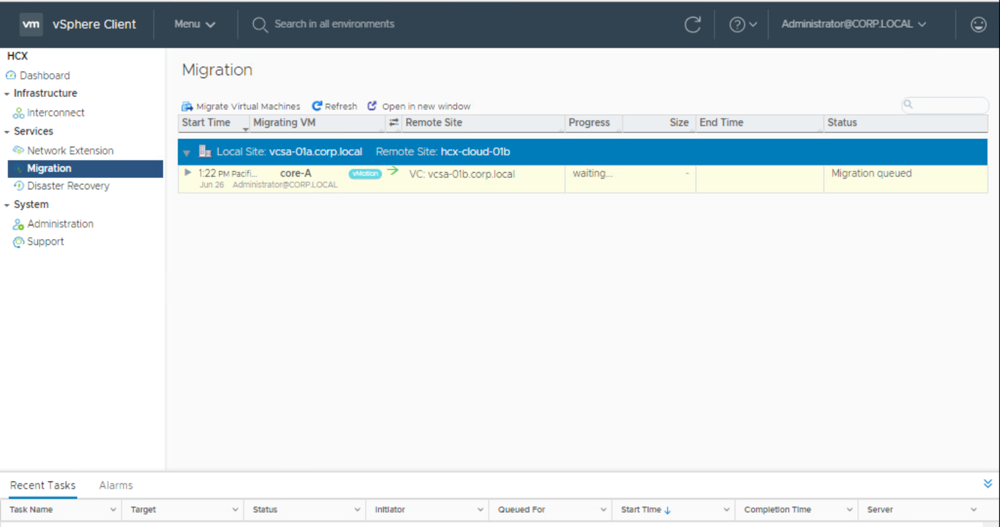 vm vSphere Client Menu Search in all environments ? Administrator@CORP.LOCAL
HCX
Dashboard
Infrastructure
Interconnect
Services
Network Extension
Migration
Disaster Recovery
System
Administration
Support
Migration
Migrate Virtual Machines Refresh Open in new window
Start Time Migrating VM Remote Site Progress Size End Time Status
Local Site: vcsa-01a.corp.local Remote Site: hcx-cloud-01b
1:22 PM Pacifi... core-A vMotion VC: vcsa-01b.corp.local waiting... - Migration queued
Jun 26 Administrator@CORP.LOCAL
Recent Tasks Alarms
Task Name Target Status Initiator Queued For Start Time ↓ Completion Time Server